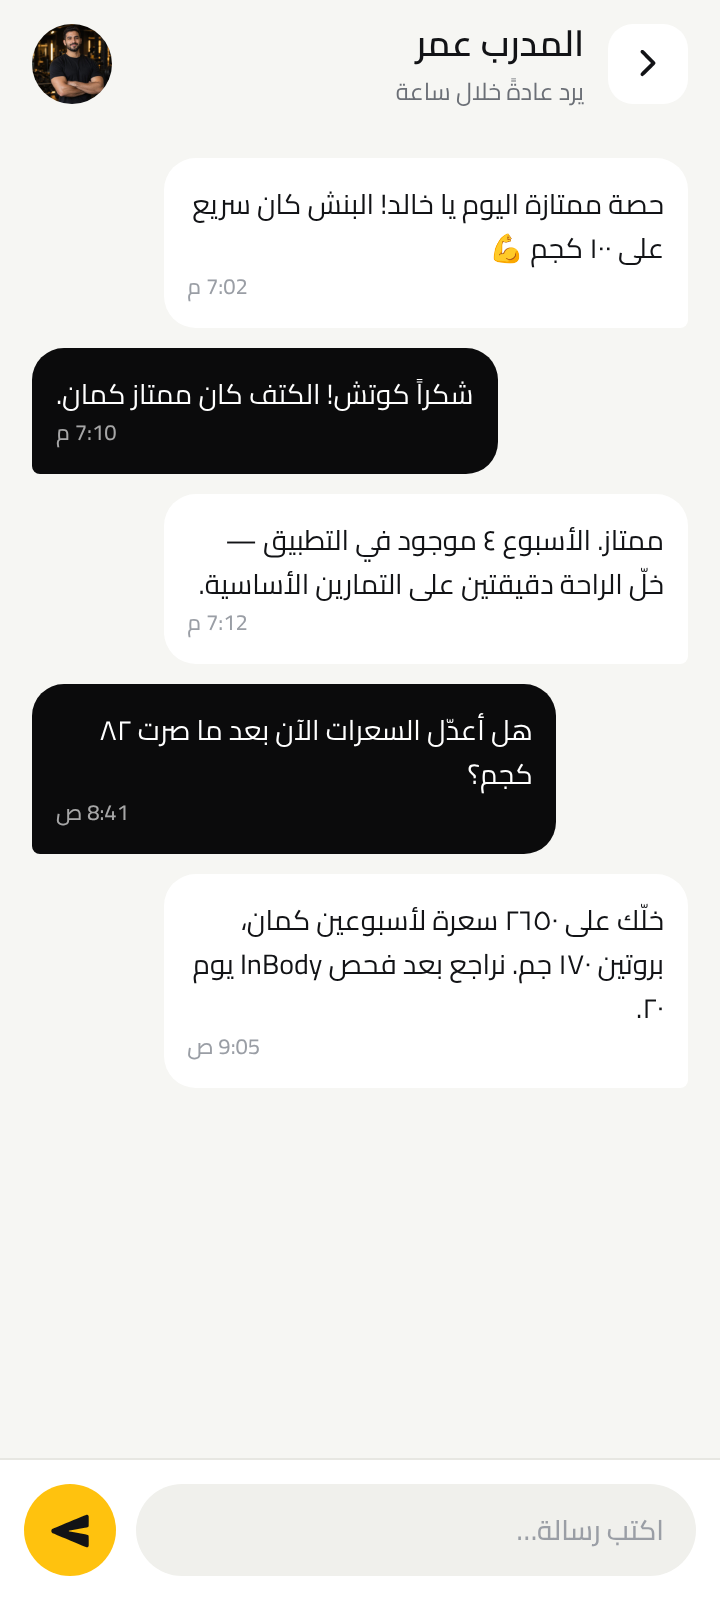 المدرب عمر
يرد عادةً خلال ساعة
حصة ممتازة اليوم يا خالد! البنش كان سريع
على ١٠٠ كجم 💪
7:02 م
شكراً كوتش! الكتف كان ممتاز كمان.
7:10 م
ممتاز. الأسبوع ٤ موجود في التطبيق —
خلّ الراحة دقيقتين على التمارين الأساسية.
7:12 م
هل أعدّل السعرات الآن بعد ما صرت ٨٢
كجم؟
8:41 ص
خلّك على ٢٦٥٠ سعرة لأسبوعين كمان،
بروتين ١٧٠ جم. نراجع بعد فحص InBody يوم
٢٠.
9:05 ص
اكتب رسالة...